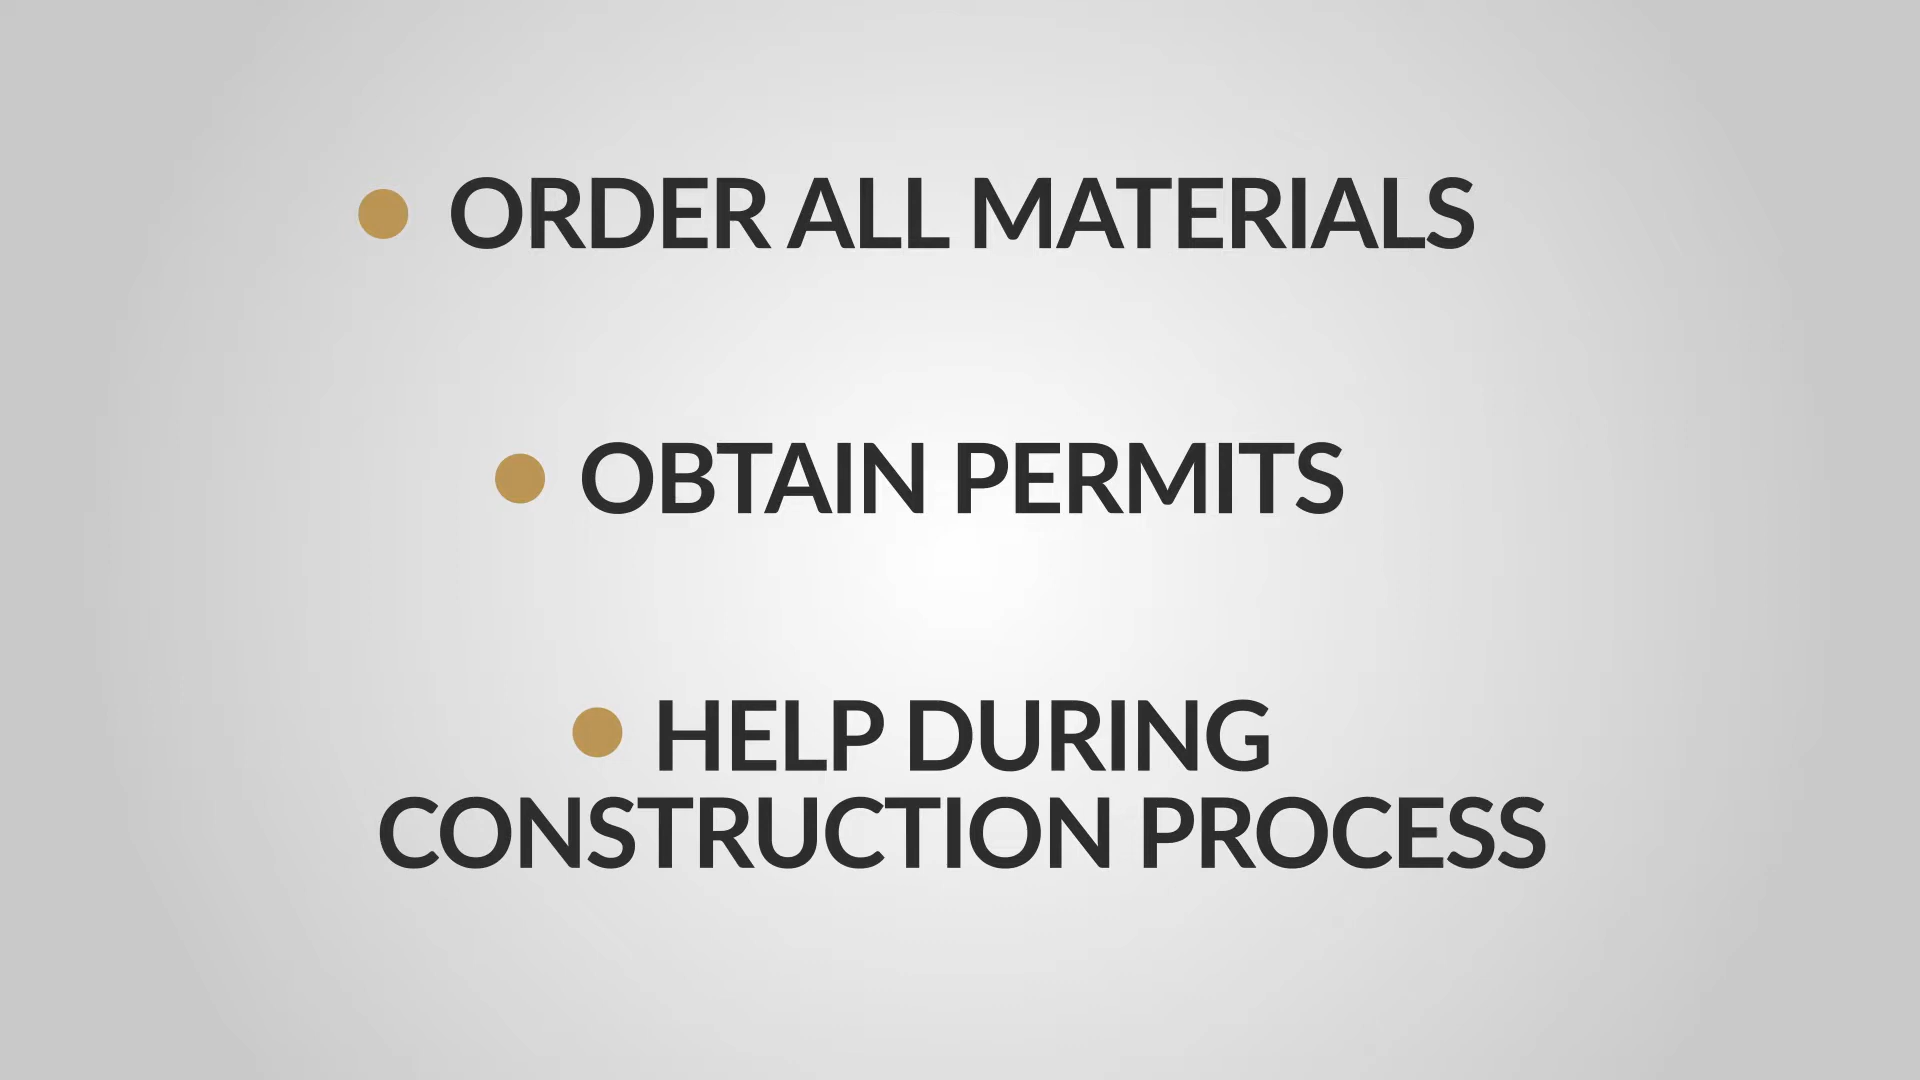 ORDER ALL MATERIALS
OBTAIN PERMITS
HELP DURING
CONSTRUCTION PROCESS